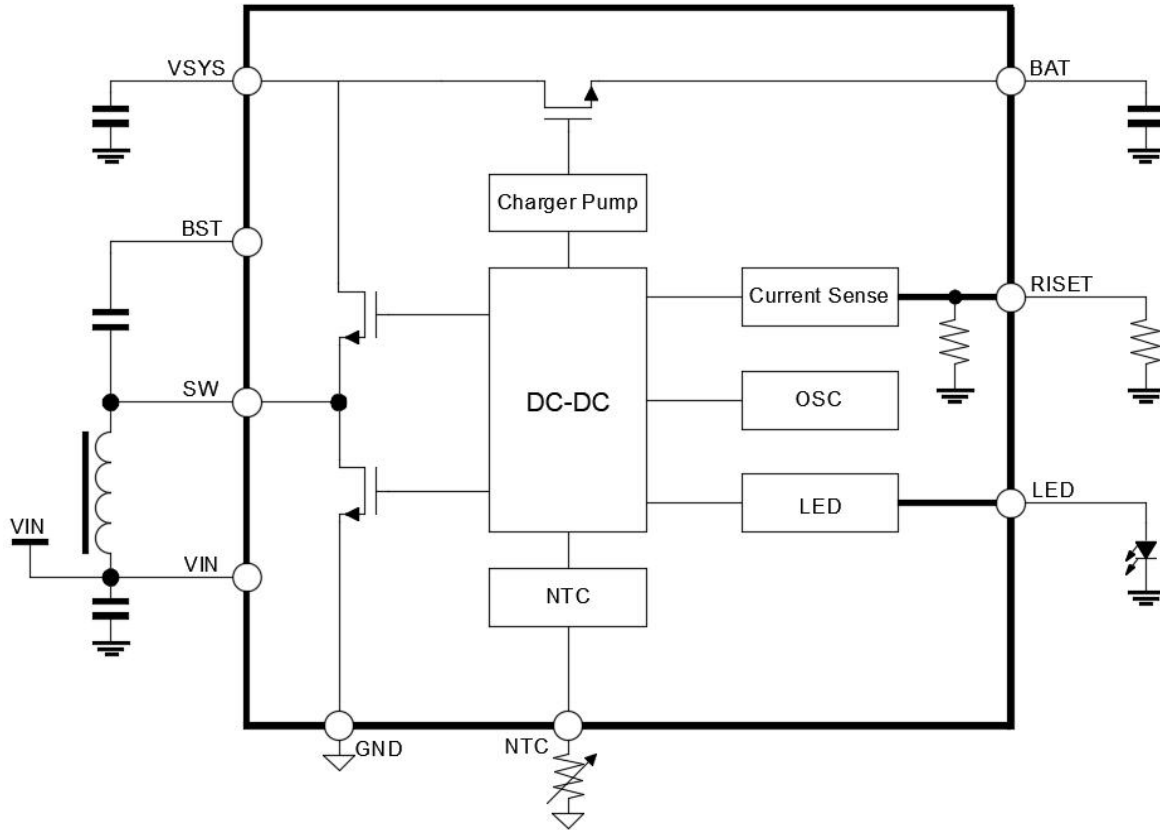 VSYS
BAT
Charger Pump
BST
Current Sense
RISET
SW
DC-DC
OSC
LED
LED
VIN
VIN
NTC
GND
NTC